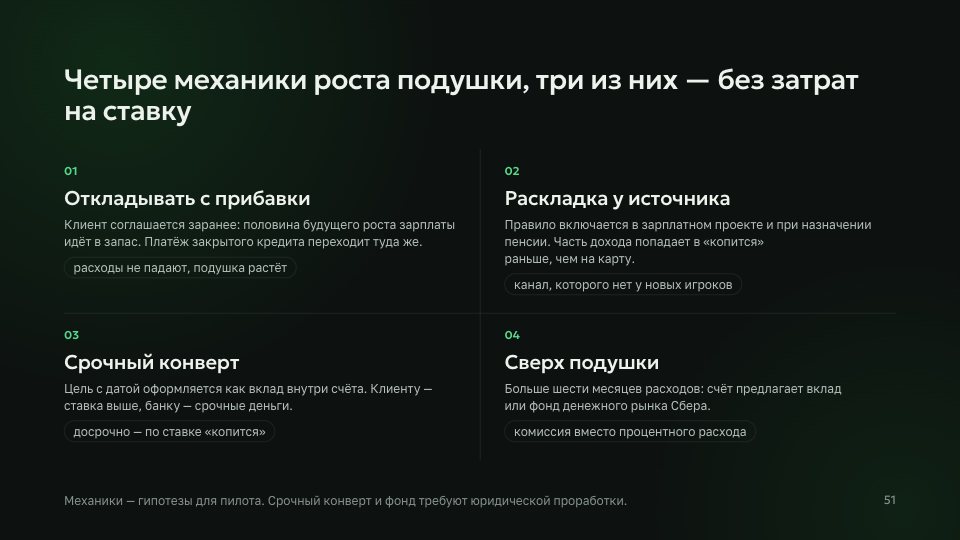 Четыре механики роста подушки, три из них — без затрат
на ставку
01
Откладывать с прибавки
Клиент соглашается заранее: половина будущего роста зарплаты
идёт в запас. Платёж закрытого кредита переходит туда же.
расходы не падают, подушка растёт
02
Раскладка у источника
Правило включается в зарплатном проекте и при назначении
пенсии. Часть дохода попадает в «копится»
раньше, чем на карту.
канал, которого нет у новых игроков
03
Срочный конверт
Цель с датой оформляется как вклад внутри счёта. Клиенту —
ставка выше, банку — срочные деньги.
досрочно — по ставке «копится»
04
Сверх подушки
Больше шести месяцев расходов: счёт предлагает вклад
или фонд денежного рынка Сбера.
комиссия вместо процентного расхода
Механики — гипотезы для пилота. Срочный конверт и фонд требуют юридической проработки.
51